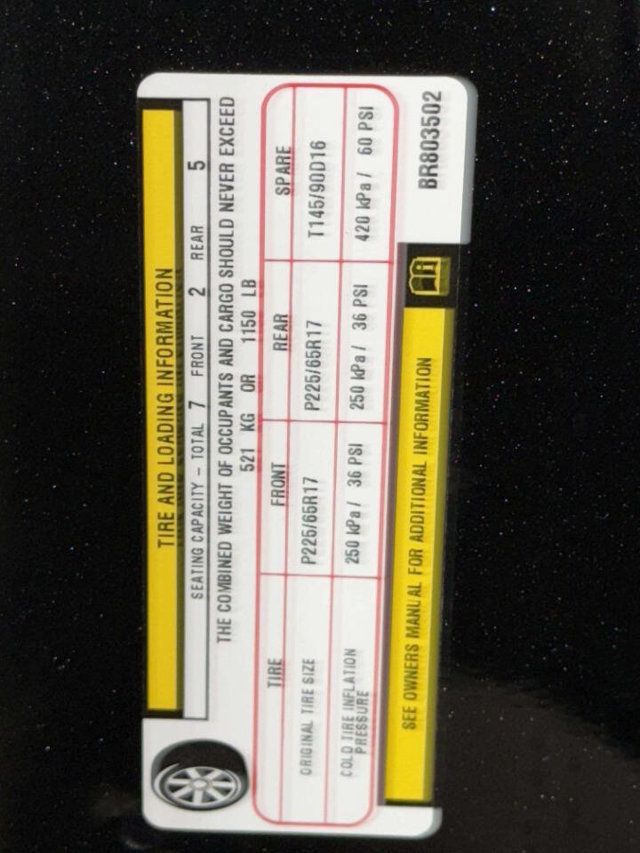 TIRE AND LOADING INFORMATION
SEATING CAPACITY – TOTAL 7 FRONT 2 REAR 5
THE COMBINED WEIGHT OF OCCUPANTS AND CARGO SHOULD NEVER EXCEED
521 KG OR 1150 LB
TIRE FRONT REAR SPARE
ORIGINAL TIRE SIZE P225/65R17 P225/65R17 T145/90D16
COLD TIRE INFLATION
PRESSURE 250 kPa / 36 PSI 250 kPa / 36 PSI 420 kPa / 60 PSI
SEE OWNERS MANUAL FOR ADDITIONAL INFORMATION
BR803502